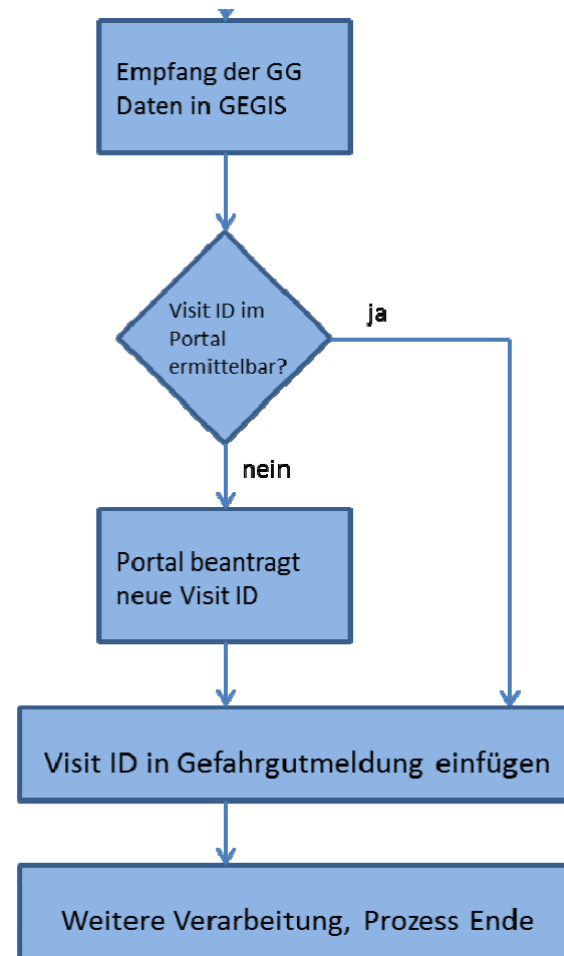 Empfang der GG
Daten in GEGIS
Visit ID im
Portal
ermittelbar?
ja
nein
Portal beantragt
neue Visit ID
Visit ID in Gefahrgutmeldung einfügen
Weitere Verarbeitung, Prozess Ende